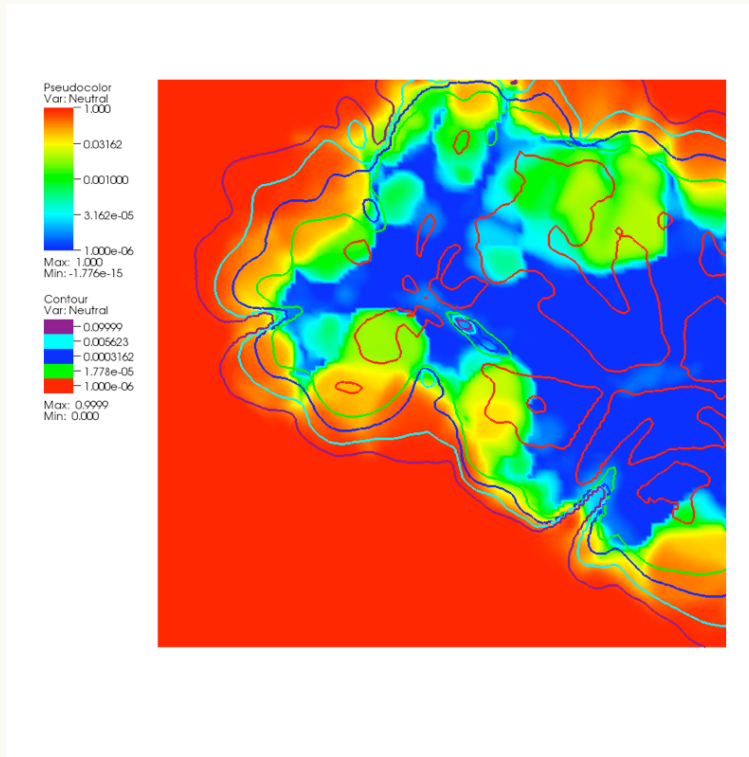 Pseudocolor
Var: Neutral
1.000
0.03162
0.001000
3.162e-05
1.000e-06
Max: 1.000
Min: -1.776e-15
Contour
Var: Neutral
0.09999
0.005623
0.0003162
1.778e-05
1.000e-06
Max: 0.9999
Min: 0.000